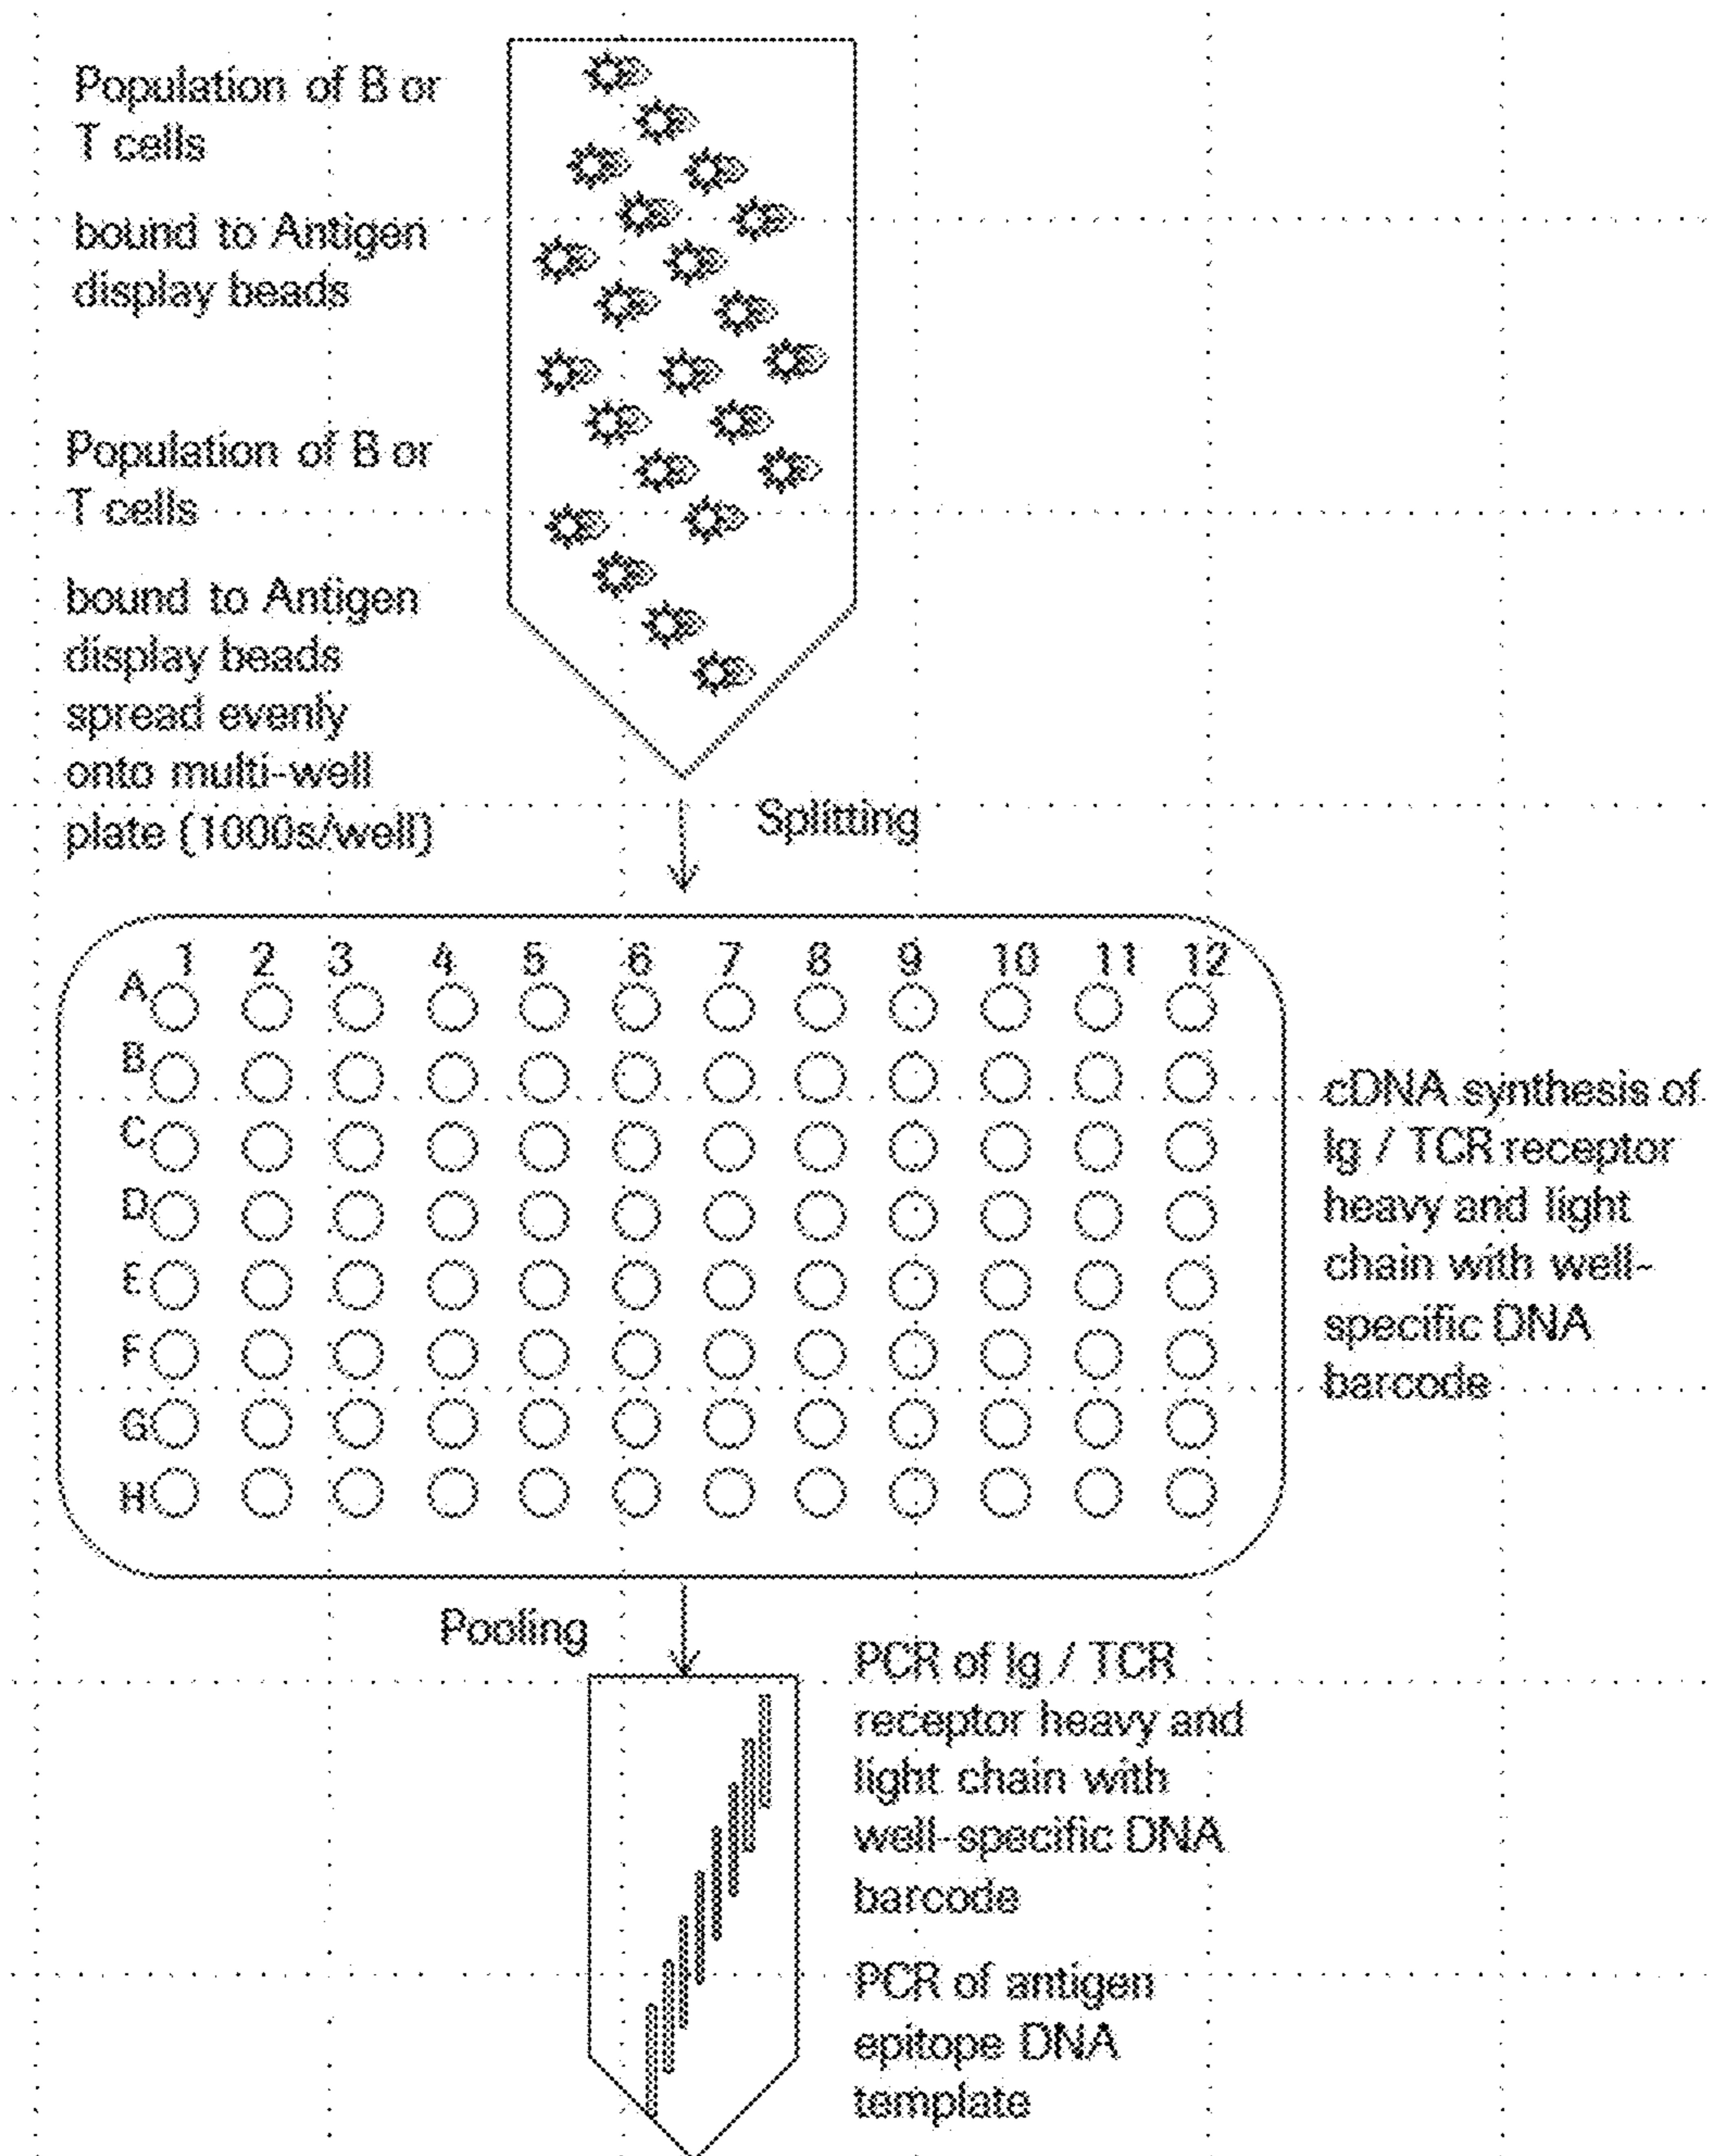 Population of B or
T cells
bound to Antigen
display beads
Population of B or
T cells
bound to Antigen
display beads
spread evenly
onto multi-well
plate (1000s/well)
Splitting
1 2 3 4 5 6 7 8 9 10 11 12
A
B
C
D
E
F
G
H
cDNA synthesis of
Ig / TCR receptor
heavy and light
chain with well-
specific DNA
barcode
Pooling
PCR of Ig / TCR
receptor heavy and
light chain with
well-specific DNA
barcode
PCR of antigen
epitope DNA
template